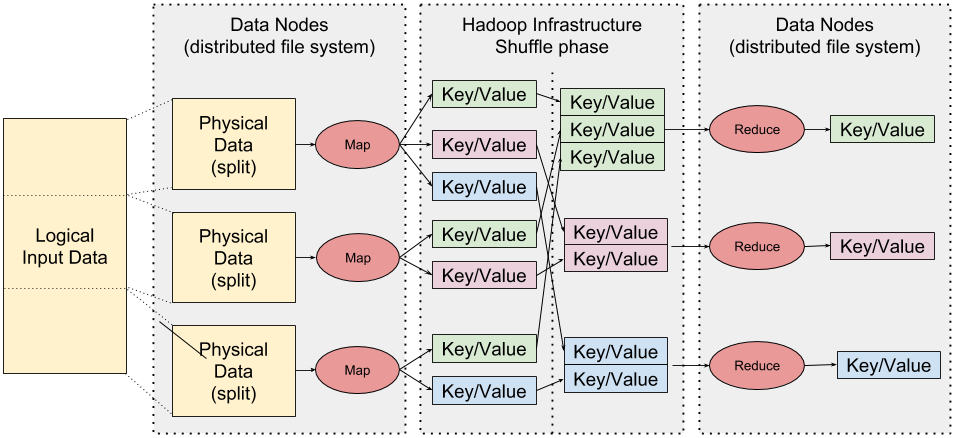 Data Nodes
(distributed file system)
Hadoop Infrastructure
Shuffle phase
Data Nodes
(distributed file system)
Logical
Input Data
Physical
Data
(split)
Map
Physical
Data
(split)
Map
Physical
Data
(split)
Map
Key/Value
Key/Value
Key/Value
Key/Value
Key/Value
Key/Value
Key/Value
Key/Value
Key/Value
Key/Value
Key/Value
Key/Value
Key/Value
Key/Value
Reduce
Key/Value
Reduce
Key/Value
Reduce
Key/Value